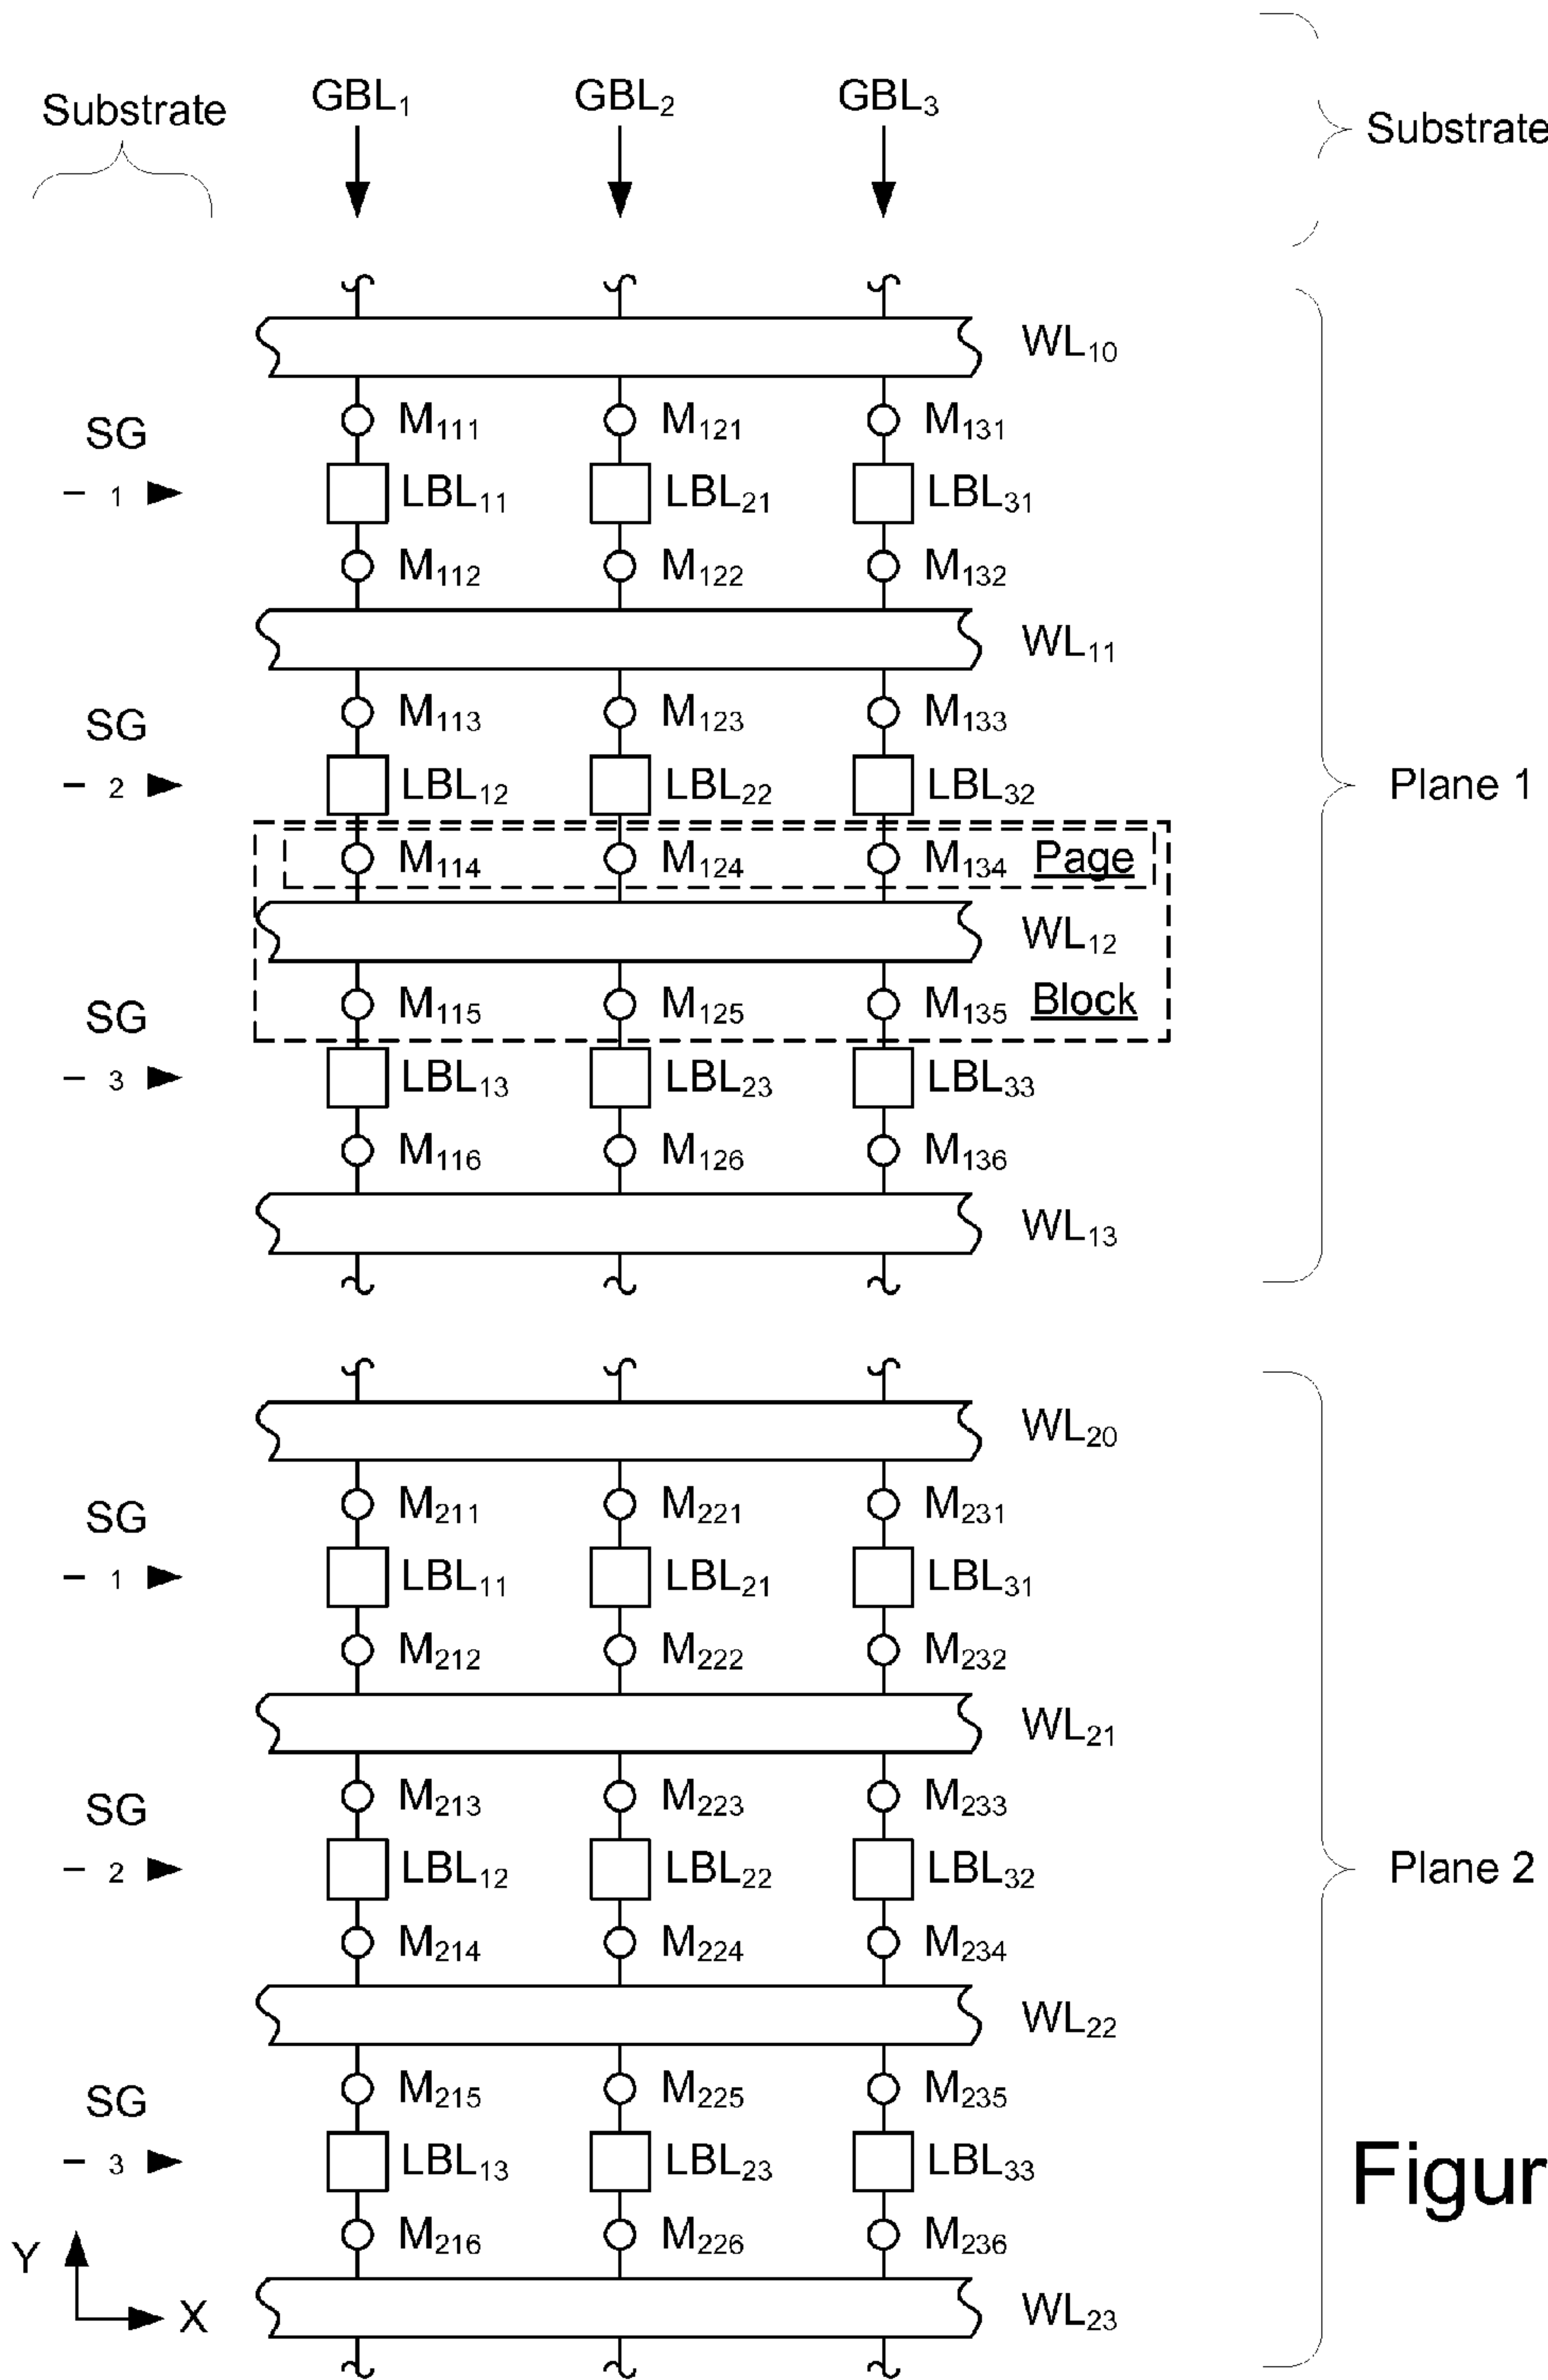 Substrate GBL₁ GBL₂ GBL₃ Substrate
WL₁₀
SG M₁₁₁ M₁₂₁ M₁₃₁
1 LBL₁₁ LBL₂₁ LBL₃₁
M₁₁₂ M₁₂₂ M₁₃₂
WL₁₁
SG M₁₁₃ M₁₂₃ M₁₃₃
2 LBL₁₂ LBL₂₂ LBL₃₂ Plane 1
M₁₁₄ M₁₂₄ M₁₃₄ Page
WL₁₂
SG M₁₁₅ M₁₂₅ M₁₃₅ Block
3 LBL₁₃ LBL₂₃ LBL₃₃
M₁₁₆ M₁₂₆ M₁₃₆
WL₁₃
WL₂₀
SG M₂₁₁ M₂₂₁ M₂₃₁
1 LBL₁₁ LBL₂₁ LBL₃₁
M₂₁₂ M₂₂₂ M₂₃₂
WL₂₁
SG M₂₁₃ M₂₂₃ M₂₃₃
2 LBL₁₂ LBL₂₂ LBL₃₂ Plane 2
M₂₁₄ M₂₂₄ M₂₃₄
WL₂₂
SG M₂₁₅ M₂₂₅ M₂₃₅
3 LBL₁₃ LBL₂₃ LBL₃₃ Figur
M₂₁₆ M₂₂₆ M₂₃₆
Y
X WL₂₃